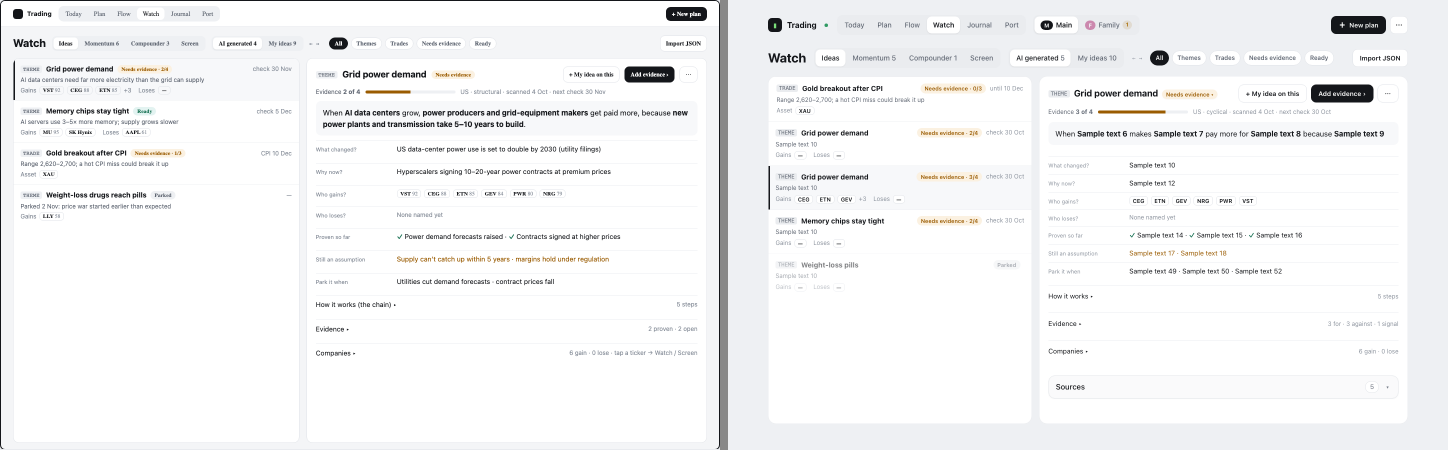 Trading Today Plan Flow Watch Journal Port + New plan
Watch Ideas Momentum 6 Compounder 3 Screen AI generated 4 My ideas 9 All Themes Trades Needs evidence Ready Import JSON
THEME Grid power demand Needs evidence · 2/4 check 30 Nov
AI data centers need far more electricity than the grid can supply
Gains VST 92 CEG 88 ETN 85 +3 Loses —
THEME Memory chips stay tight Ready check 5 Dec
AI servers use 3–5× more memory; supply grows slower
Gains MU 95 SK Hynix Loses AAPL 61
TRADE Gold breakout after CPI Needs evidence · 1/3 CPI 10 Dec
Range 2,620–2,700; a hot CPI miss could break it up
Asset XAU
THEME Weight-loss drugs reach pills Parked —
Parked 2 Nov: price war started earlier than expected
Gains LLY 58
THEME Grid power demand Needs evidence + My idea on this Add evidence › ...
Evidence 2 of 4 US · structural · scanned 4 Oct · next check 30 Nov
When AI data centers grow, power producers and grid-equipment makers get paid more, because new
power plants and transmission take 5–10 years to build.
What changed? US data-center power use is set to double by 2030 (utility filings)
Why now? Hyperscalers signing 10–20-year power contracts at premium prices
Who gains? VST 92 CEG 88 ETN 85 GEV 84 PWR 80 NRG 78
Who loses? None named yet
Proven so far ✓ Power demand forecasts raised · ✓ Contracts signed at higher prices
Still an assumption Supply can't catch up within 5 years · margins hold under regulation
Park it when Utilities cut demand forecasts · contract prices fall
How it works (the chain) 5 steps
Evidence 2 proven · 2 open
Companies 6 gain · 0 lose · tap a ticker → Watch / Screen
Trading Today Plan Flow Watch Journal Port M Main F Family 1 + New plan ...
Watch Ideas Momentum 5 Compounder 1 Screen AI generated 5 My ideas 10 All Themes Trades Needs evidence Ready Import JSON
TRADE Gold breakout after CPI Needs evidence · 0/3 until 10 Dec
Range 2,620–2,700; a hot CPI miss could break it up
Asset XAU
THEME Grid power demand Needs evidence · 2/4 check 30 Oct
Sample text 10
Gains — Loses —
THEME Grid power demand Needs evidence · 3/4 check 30 Oct
Sample text 10
Gains CEG ETN GEV +3 Loses —
THEME Memory chips stay tight Needs evidence · 2/4 check 30 Oct
Sample text 10
Gains — Loses —
THEME Weight-loss pills Parked
Sample text 10
Gains — Loses —
THEME Grid power demand Needs evidence › + My idea on this Add evidence › ...
Evidence 3 of 4 US · cyclical · scanned 4 Oct · next check 30 Oct
When Sample text 6 makes Sample text 7 pay more for Sample text 8 because Sample text 9
What changed? Sample text 10
Why now? Sample text 12
Who gains? CEG ETN GEV NRG PWR VST
Who loses? None named yet
Proven so far ✓ Sample text 14 · ✓ Sample text 15 · ✓ Sample text 16
Still an assumption Sample text 17 · Sample text 18
Park it when Sample text 49 · Sample text 50 · Sample text 52
How it works 5 steps
Evidence 3 for · 3 against · 1 signal
Companies 6 gain · 0 lose
Sources 5